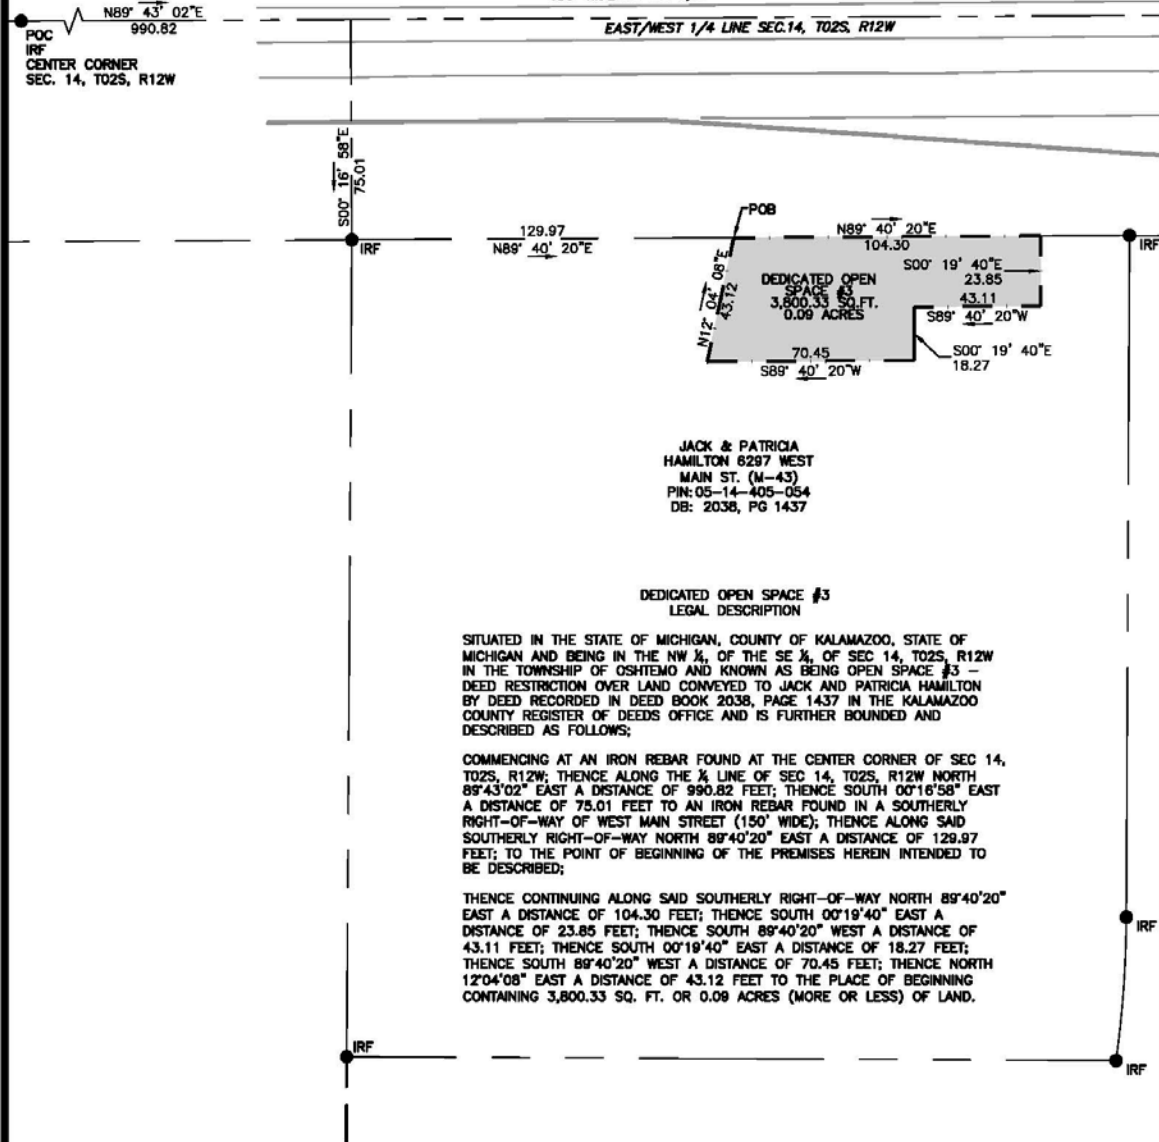 N89° 43' 02"E
990.82
POC
IRF
CENTER CORNER
SEC. 14, T02S, R12W
EAST/WEST 1/4 LINE SEC.14, T02S, R12W
S00° 16' 58"E
75.01
IRF
129.97
N89° 40' 20"E
POB
N89° 40' 20"E
104.30
IRF
S00° 19' 40"E
23.85
N12° 04' 08"E
43.12
DEDICATED OPEN
SPACE #3
3,800.33 SQ.FT.
0.09 ACRES
43.11
S89° 40' 20"W
70.45
S89° 40' 20"W
S00° 19' 40"E
18.27
JACK & PATRICIA
HAMILTON 6297 WEST
MAIN ST. (M-43)
PIN:05-14-405-054
DB: 2038, PG 1437
DEDICATED OPEN SPACE #3
LEGAL DESCRIPTION
SITUATED IN THE STATE OF MICHIGAN, COUNTY OF KALAMAZOO, STATE OF
MICHIGAN AND BEING IN THE NW ¼, OF THE SE ¼, OF SEC 14, T02S, R12W
IN THE TOWNSHIP OF OSHTEMO AND KNOWN AS BEING OPEN SPACE #3 –
DEED RESTRICTION OVER LAND CONVEYED TO JACK AND PATRICIA HAMILTON
BY DEED RECORDED IN DEED BOOK 2038, PAGE 1437 IN THE KALAMAZOO
COUNTY REGISTER OF DEEDS OFFICE AND IS FURTHER BOUNDED AND
DESCRIBED AS FOLLOWS;
COMMENCING AT AN IRON REBAR FOUND AT THE CENTER CORNER OF SEC 14,
T02S, R12W; THENCE ALONG THE ¼ LINE OF SEC 14, T02S, R12W NORTH
89°43'02" EAST A DISTANCE OF 990.82 FEET; THENCE SOUTH 00°16'58" EAST
A DISTANCE OF 75.01 FEET TO AN IRON REBAR FOUND IN A SOUTHERLY
RIGHT-OF-WAY OF WEST MAIN STREET (150' WIDE); THENCE ALONG SAID
SOUTHERLY RIGHT-OF-WAY NORTH 89°40'20" EAST A DISTANCE OF 129.97
FEET; TO THE POINT OF BEGINNING OF THE PREMISES HEREIN INTENDED TO
BE DESCRIBED;
THENCE CONTINUING ALONG SAID SOUTHERLY RIGHT-OF-WAY NORTH 89°40'20"
EAST A DISTANCE OF 104.30 FEET; THENCE SOUTH 00°19'40" EAST A
DISTANCE OF 23.85 FEET; THENCE SOUTH 89°40'20" WEST A DISTANCE OF
43.11 FEET; THENCE SOUTH 00°19'40" EAST A DISTANCE OF 18.27 FEET;
THENCE SOUTH 89°40'20" WEST A DISTANCE OF 70.45 FEET; THENCE NORTH
12°04'08" EAST A DISTANCE OF 43.12 FEET TO THE PLACE OF BEGINNING
CONTAINING 3,800.33 SQ. FT. OR 0.09 ACRES (MORE OR LESS) OF LAND.
IRF
IRF
IRF